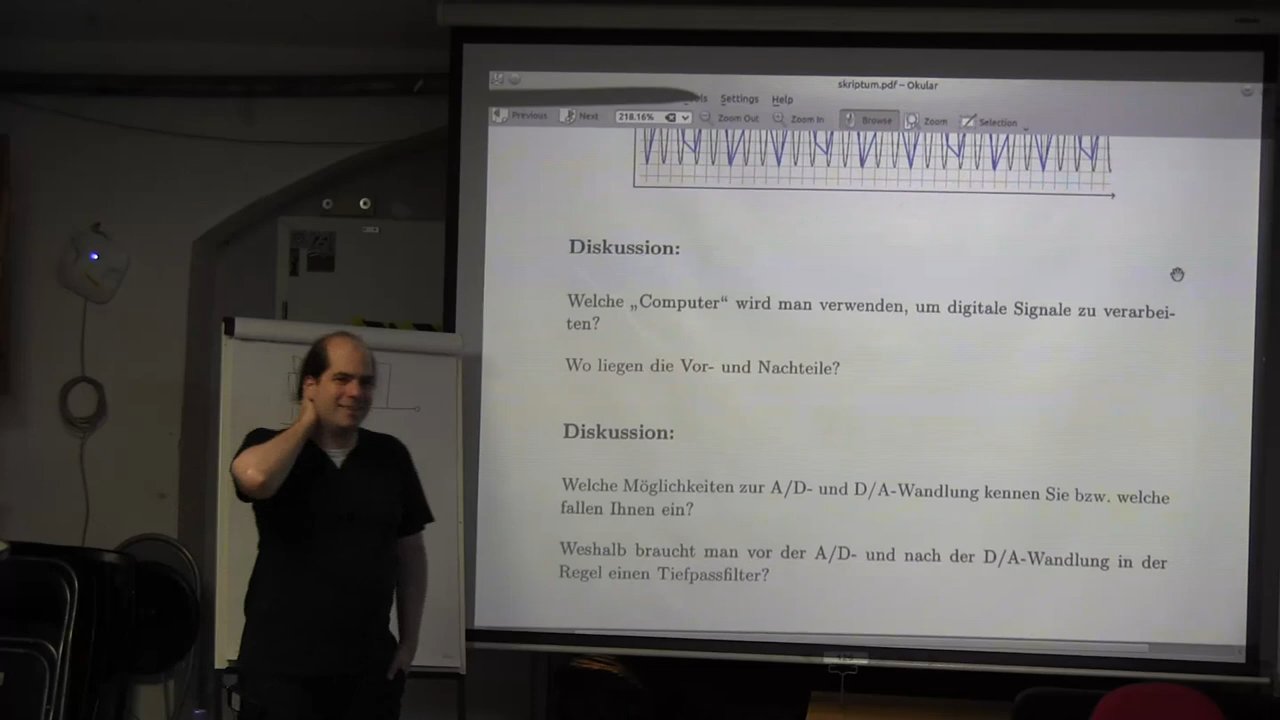 skriptum.pdf – Okular
Settings Help
Previous Next 218.16% Zoom Out Zoom In Browse Zoom Selection
Diskussion:
Welche „Computer“ wird man verwenden, um digitale Signale zu verarbei-
ten?
Wo liegen die Vor- und Nachteile?
Diskussion:
Welche Möglichkeiten zur A/D- und D/A-Wandlung kennen Sie bzw. welche
fallen Ihnen ein?
Weshalb braucht man vor der A/D- und nach der D/A-Wandlung in der
Regel einen Tiefpassfilter?